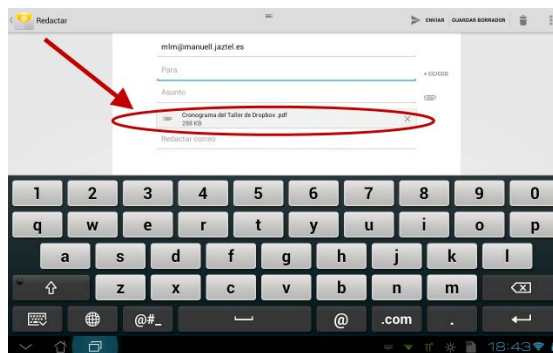 Redactar
ENVIAR GUARDAR BORRADOR
mlm@manuell.jaztel.es
Para
+ CC/CCO
Asunto
Cronograma del Taller de Dropbox .pdf
288 KB
Redactar correo
1 2 3 4 5 6 7 8 9 0
q w e r t y u i o p
a s d f g h j k l
z x c v b n m
@#_ @ .com .
18:43